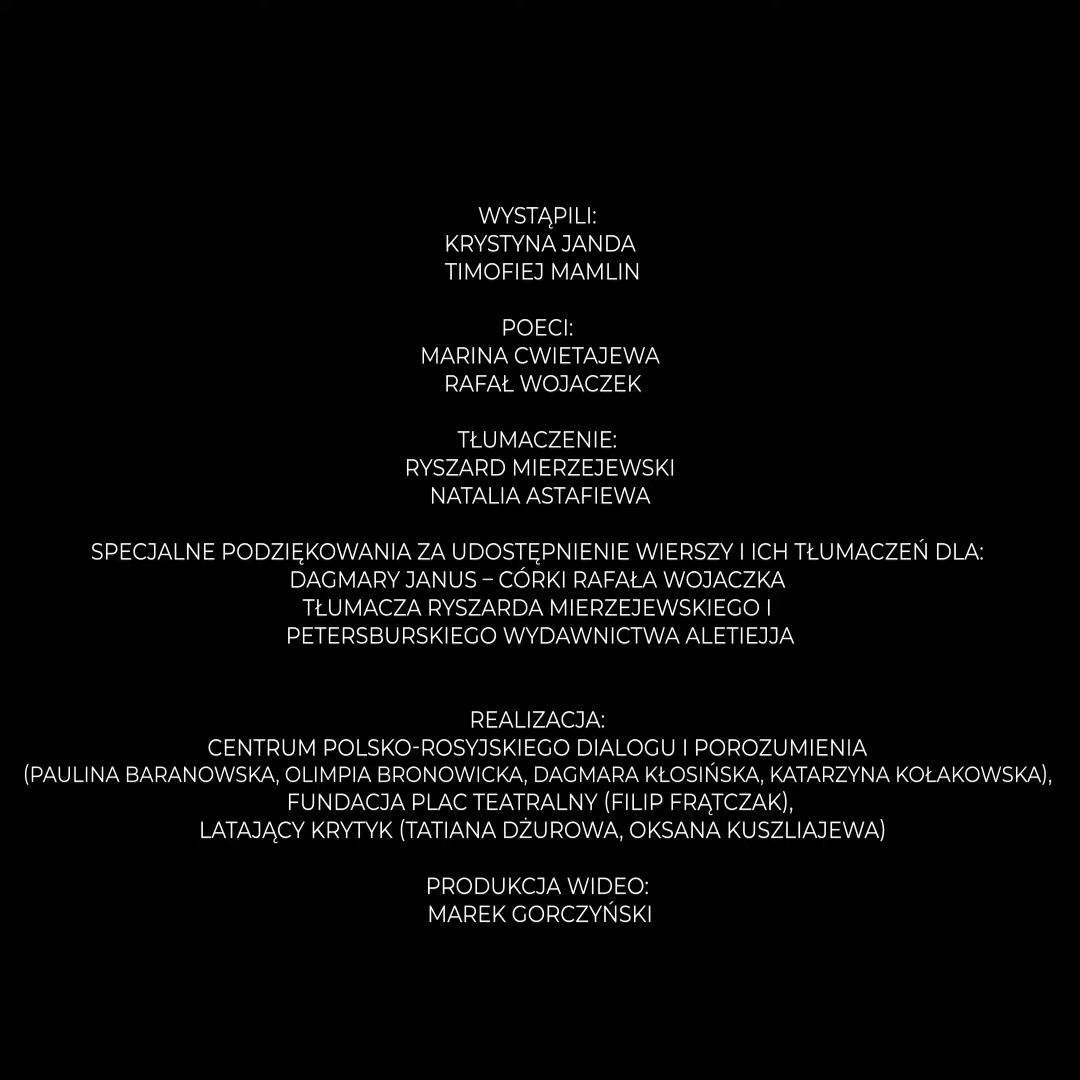 WYSTĄPILI:
KRYSTYNA JANDA
TIMOFIEJ MAMLIN
POECI:
MARINA CWIETAJEWA
RAFAŁ WOJACZEK
TŁUMACZENIE:
RYSZARD MIERZEJEWSKI
NATALIA ASTAFIEWA
SPECJALNE PODZIĘKOWANIA ZA UDOSTĘPNIENIE WIERSZY I ICH TŁUMACZEŃ DLA:
DAGMARY JANUS – CÓRKI RAFAŁA WOJACZKA
TŁUMACZA RYSZARDA MIERZEJEWSKIEGO I
PETERSBURSKIEGO WYDAWNICTWA ALETIEJJA
REALIZACJA:
CENTRUM POLSKO-ROSYJSKIEGO DIALOGU I POROZUMIENIA
(PAULINA BARANOWSKA, OLIMPIA BRONOWICKA, DAGMARA KŁOSIŃSKA, KATARZYNA KOŁAKOWSKA),
FUNDACJA PLAC TEATRALNY (FILIP FRĄTCZAK),
LATAJĄCY KRYTYK (TATIANA DŻUROWA, OKSANA KUSZLIAJEWA)
PRODUKCJA WIDEO:
MAREK GORCZYŃSKI